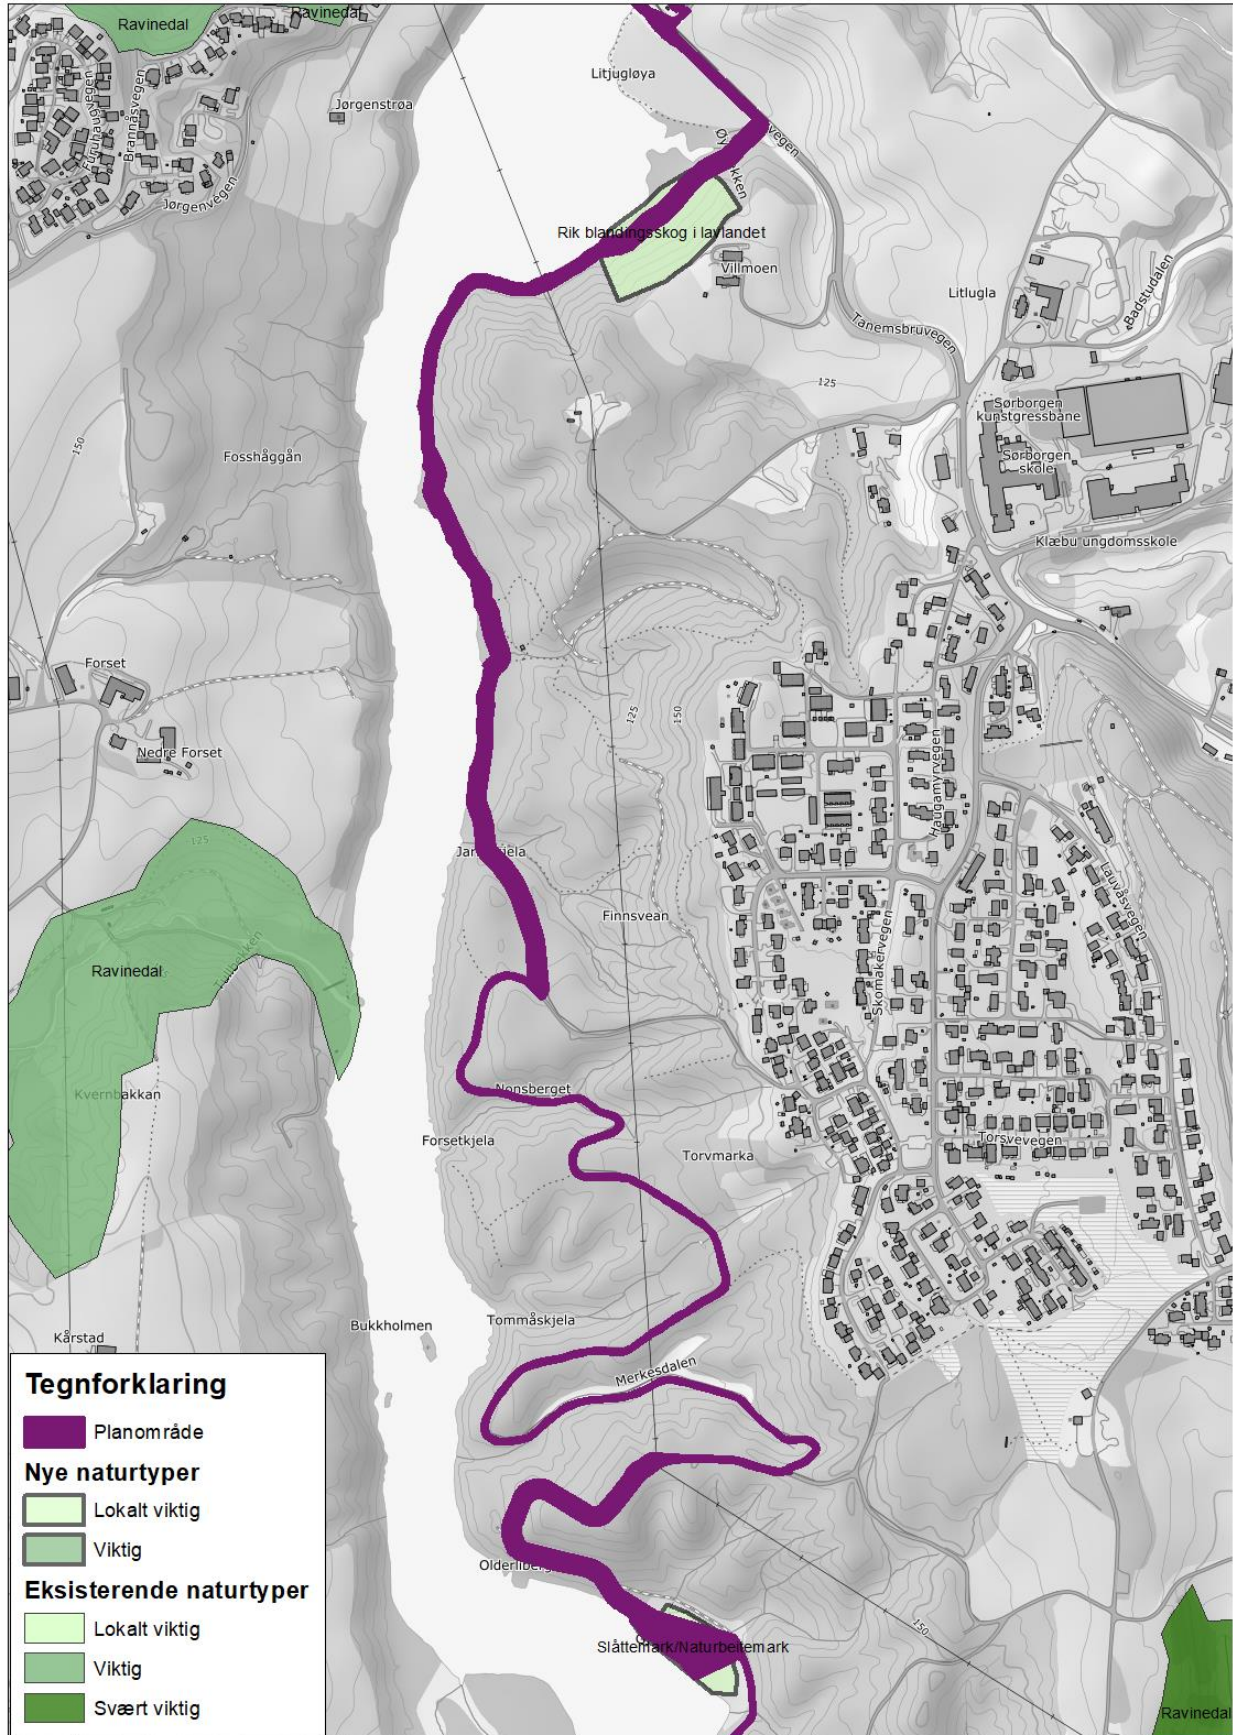 Ravinedal
Ravinedal
Furuhaugvegen
Brannåsvegen
Jørgenvegen
Jørgenstrøa
Litjugløya
vegen
Rik blandingsskog i lavlandet
Villmoen
Litlugla
Badstudalen
Tanemsbruvegen
125
Sørborgen
kunstgressbane
Sørborgen
skole
Klæbu ungdomsskole
150
Fosshåggån
Forset
Nedre Forset
125
150
Haugamyrvegen
Lauvåsvegen
Skomakervegen
Finnsvean
125
Ravinedal
Kvernbakkan
Nonsberget
Forsetkjela
Torvmarka
Torsvevegen
Tommåskjela
Bukkholmen
Kårstad
Merkesdalen
Slåttemark/Naturbeitemark
150
Ravinedal
Tegnforklaring
Planområde
Nye naturtyper
Lokalt viktig
Viktig
Eksisterende naturtyper
Lokalt viktig
Viktig
Svært viktig